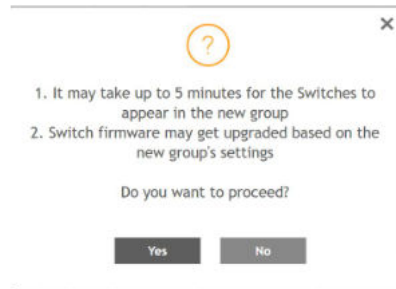 ?
1. It may take up to 5 minutes for the Switches to
appear in the new group
2. Switch firmware may get upgraded based on the
new group's settings
Do you want to proceed?
Yes No